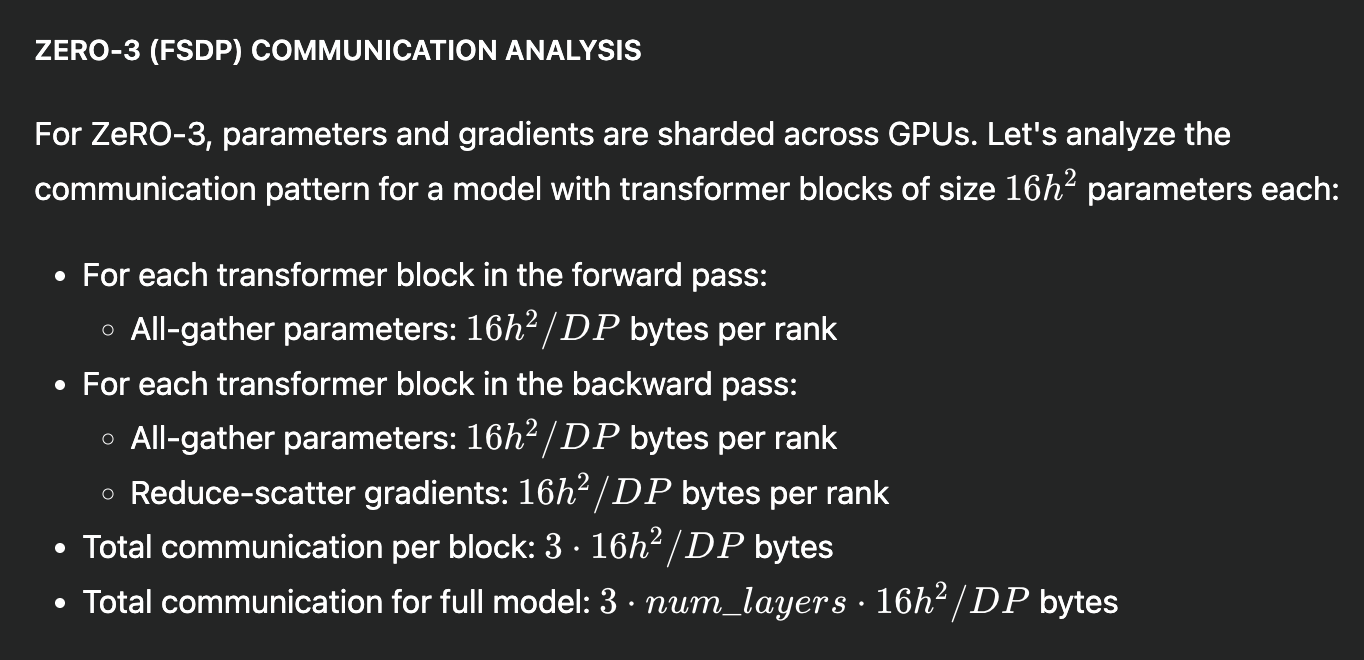 ZERO-3 (FSDP) COMMUNICATION ANALYSIS
For ZeRO-3, parameters and gradients are sharded across GPUs. Let's analyze the
communication pattern for a model with transformer blocks of size 16h² parameters each:
• For each transformer block in the forward pass:
◦ All-gather parameters: 16h²/DP bytes per rank
• For each transformer block in the backward pass:
◦ All-gather parameters: 16h²/DP bytes per rank
◦ Reduce-scatter gradients: 16h²/DP bytes per rank
• Total communication per block: 3 · 16h²/DP bytes
• Total communication for full model: 3 · num_layers · 16h²/DP bytes